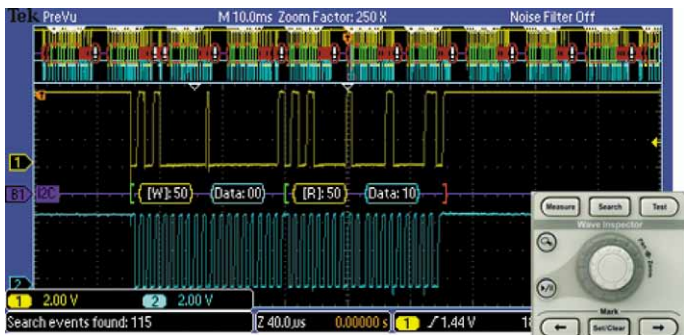 Tek PreVu M 10.0ms Zoom Factor: 250 X Noise Filter Off
1
B1 I2C [W]: 50 Data: 00 [R]: 50 Data: 10
2
1 2.00 V 2 2.00 V
Search events found: 115 Z 40.0µs 0.00000 s 1 1.44 V
Measure Search Test
Wave Inspector
Pan Zoom
Mark
Set/Clear